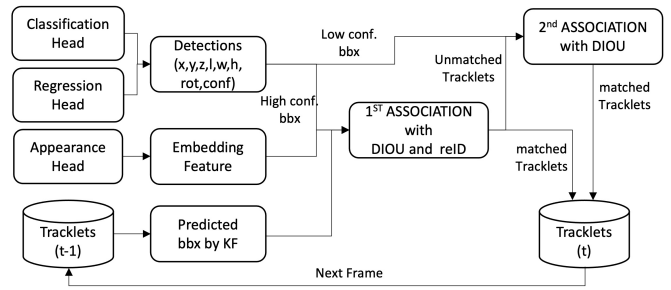 Classification
Head
Regression
Head
Appearance
Head
Tracklets
(t-1)
Detections
(x,y,z,l,w,h,
rot,conf)
Embedding
Feature
Predicted
bbx by KF
Low conf.
bbx
High conf.
bbx
1ST ASSOCIATION
with
DIOU and reID
Unmatched
Tracklets
2nd ASSOCIATION
with DIOU
matched
Tracklets
matched
Tracklets
Tracklets
(t)
Next Frame